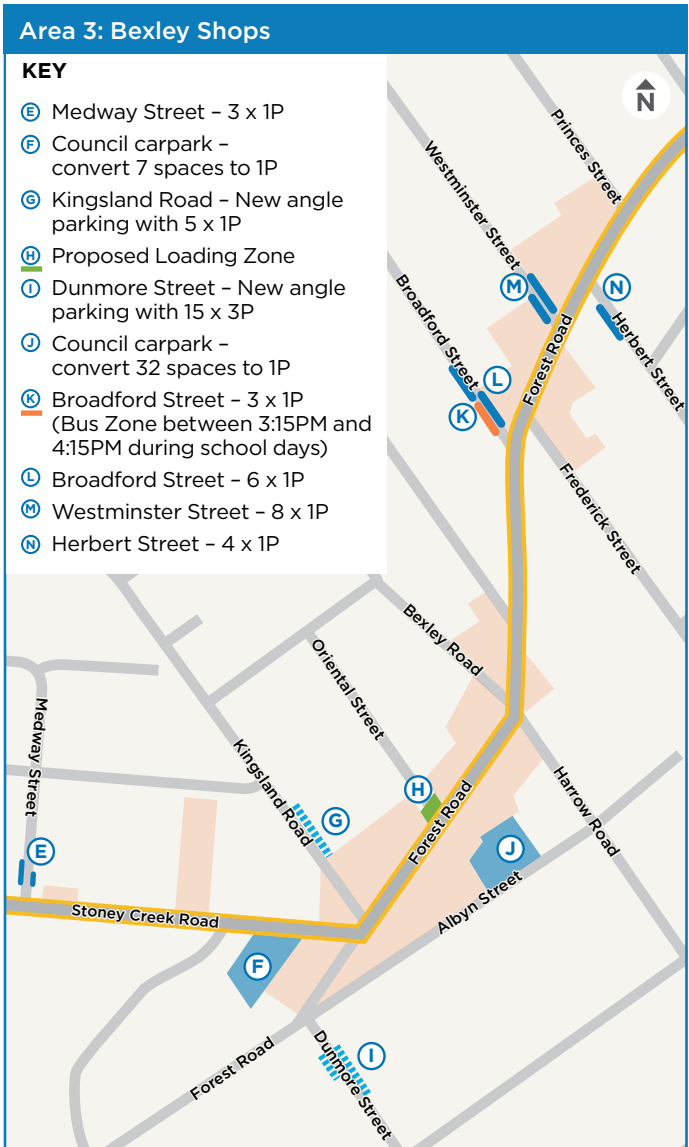 Area 3: Bexley Shops
KEY
E Medway Street – 3 x 1P
F Council carpark –
convert 7 spaces to 1P
G Kingsland Road – New angle
parking with 5 x 1P
H Proposed Loading Zone
I Dunmore Street – New angle
parking with 15 x 3P
J Council carpark –
convert 32 spaces to 1P
K Broadford Street – 3 x 1P
(Bus Zone between 3:15PM and
4:15PM during school days)
L Broadford Street – 6 x 1P
M Westminster Street – 8 x 1P
N Herbert Street – 4 x 1P
N
Princes Street
Westminster Street
Broadford Street
M
N
Herbert Street
Forest Road
L
K
Frederick Street
Bexley Road
Oriental Street
Medway Street
Kingsland Road
H
G
Forest Road
Harrow Road
J
E
Albyn Street
Stoney Creek Road
F
Forest Road
I
Dunmore Street